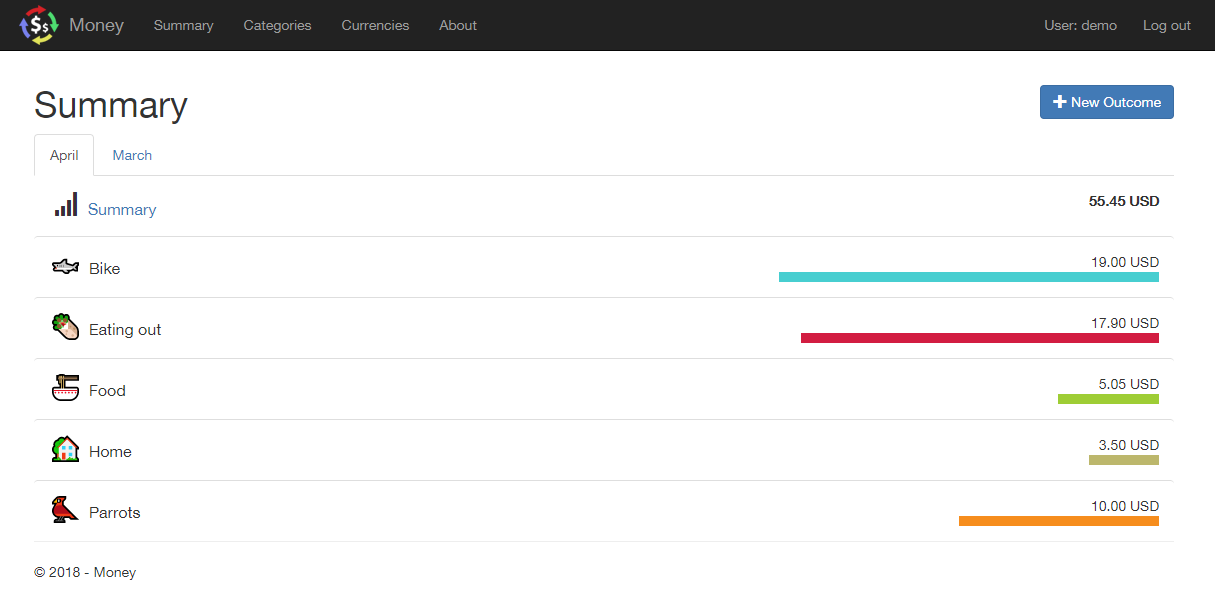 Money Summary Categories Currencies About User: demo Log out
Summary
New Outcome
April March
Summary 55.45 USD
Bike 19.00 USD
Eating out 17.90 USD
Food 5.05 USD
Home 3.50 USD
Parrots 10.00 USD
© 2018 - Money